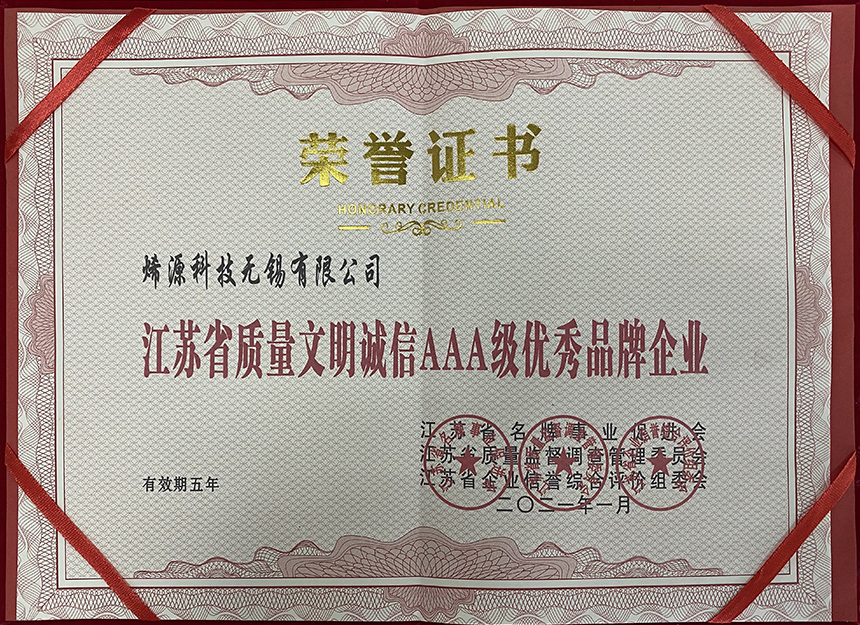 荣誉证书
HONORARY CREDENTIAL
烯源科技无锡有限公司
江苏省质量文明诚信AAA级优秀品牌企业
江苏省名牌事业促进会
江苏省质量监督调查管理委员会
江苏省企业信誉综合评价组委会
有效期五年
二〇二一年一月